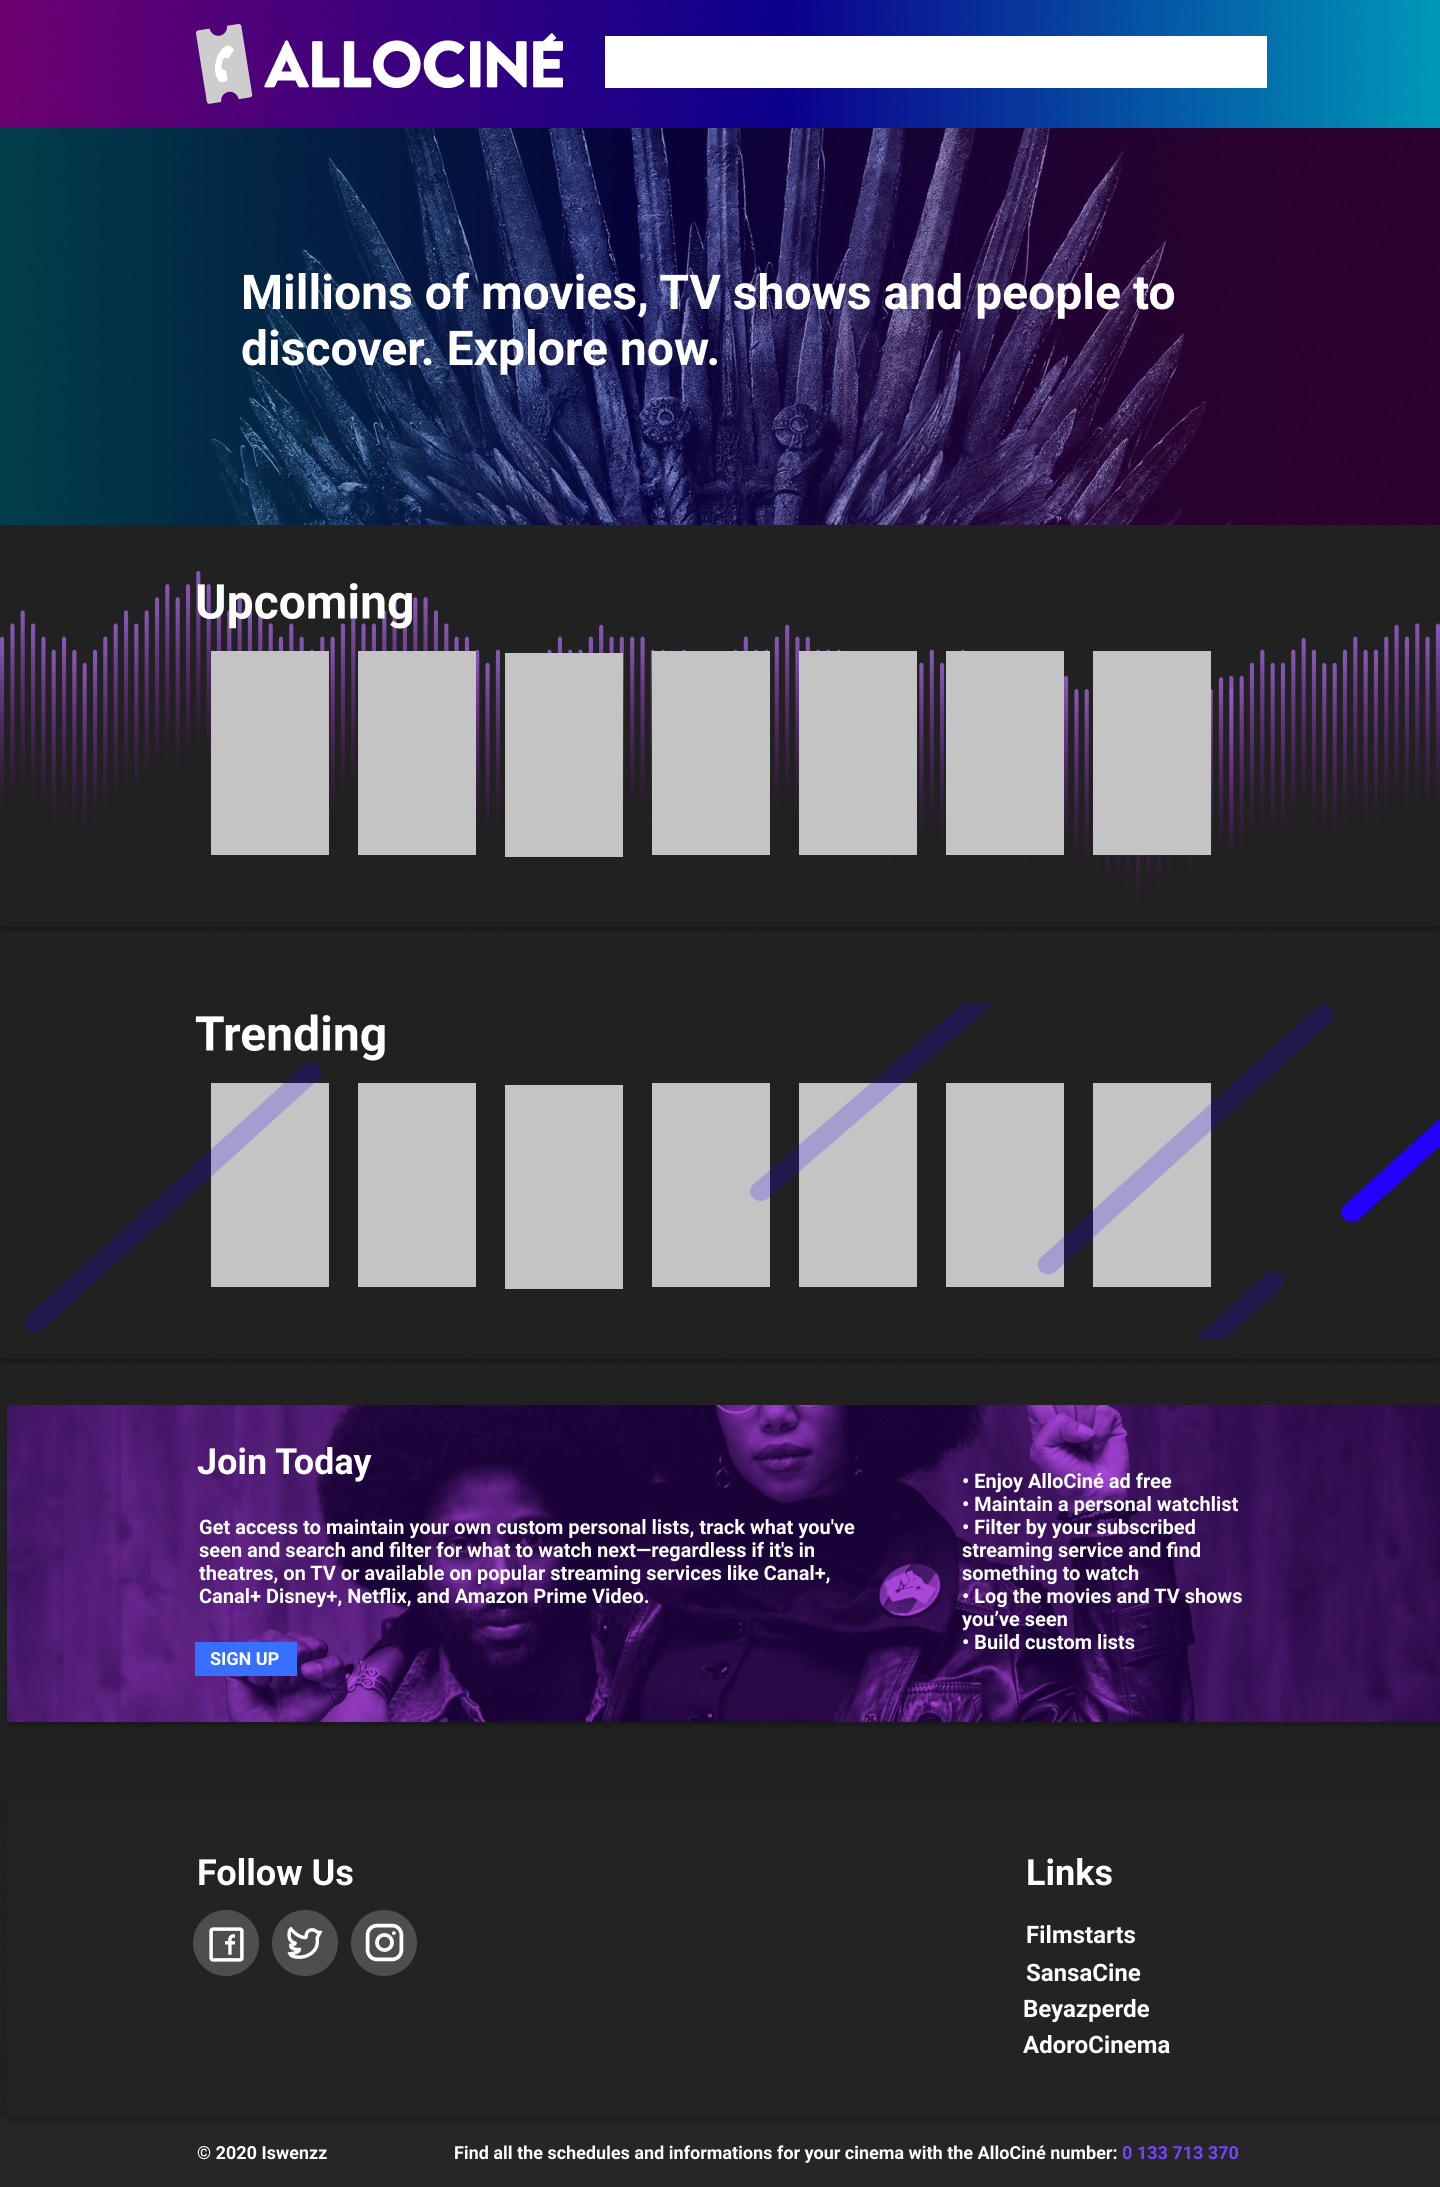 ALLOCINÉ
Millions of movies, TV shows and people to
discover. Explore now.
Upcoming
Trending
Join Today
Get access to maintain your own custom personal lists, track what you've
seen and search and filter for what to watch next—regardless if it's in
theatres, on TV or available on popular streaming services like Canal+,
Canal+ Disney+, Netflix, and Amazon Prime Video.
SIGN UP
• Enjoy AlloCiné ad free
• Maintain a personal watchlist
• Filter by your subscribed
streaming service and find
something to watch
• Log the movies and TV shows
you’ve seen
• Build custom lists
Follow Us
Links
Filmstarts
SansaCine
Beyazperde
AdoroCinema
© 2020 Iswenzz
Find all the schedules and informations for your cinema with the AlloCiné number: 0 133 713 370